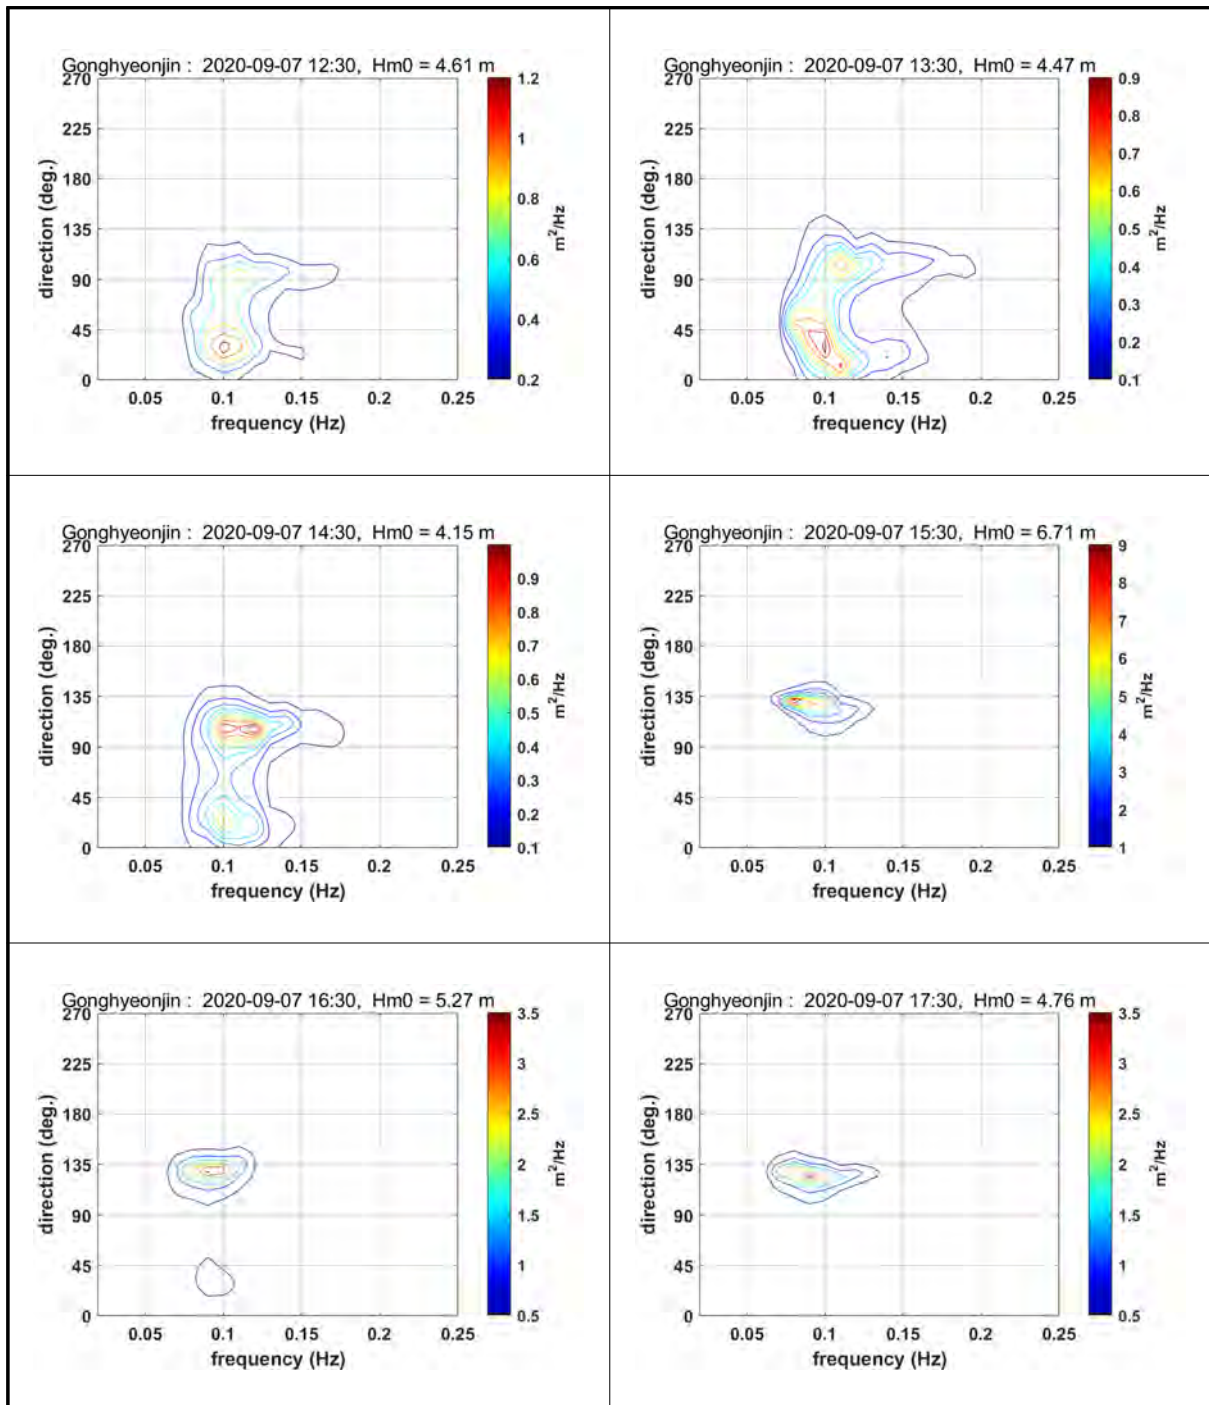 Gonghyeonjin : 2020-09-07 12:30, Hm0 = 4.61 m
270
225
180
135
90
45
0
direction (deg.)
0.05 0.1 0.15 0.2 0.25
frequency (Hz)
1.2
1
0.8
0.6
0.4
0.2
m²/Hz
Gonghyeonjin : 2020-09-07 13:30, Hm0 = 4.47 m
270
225
180
135
90
45
0
direction (deg.)
0.05 0.1 0.15 0.2 0.25
frequency (Hz)
0.9
0.8
0.7
0.6
0.5
0.4
0.3
0.2
0.1
m²/Hz
Gonghyeonjin : 2020-09-07 14:30, Hm0 = 4.15 m
270
225
180
135
90
45
0
direction (deg.)
0.05 0.1 0.15 0.2 0.25
frequency (Hz)
0.9
0.8
0.7
0.6
0.5
0.4
0.3
0.2
0.1
m²/Hz
Gonghyeonjin : 2020-09-07 15:30, Hm0 = 6.71 m
270
225
180
135
90
45
0
direction (deg.)
0.05 0.1 0.15 0.2 0.25
frequency (Hz)
9
8
7
6
5
4
3
2
1
m²/Hz
Gonghyeonjin : 2020-09-07 16:30, Hm0 = 5.27 m
270
225
180
135
90
45
0
direction (deg.)
0.05 0.1 0.15 0.2 0.25
frequency (Hz)
3.5
3
2.5
2
1.5
1
0.5
m²/Hz
Gonghyeonjin : 2020-09-07 17:30, Hm0 = 4.76 m
270
225
180
135
90
45
0
direction (deg.)
0.05 0.1 0.15 0.2 0.25
frequency (Hz)
3.5
3
2.5
2
1.5
1
0.5
m²/Hz